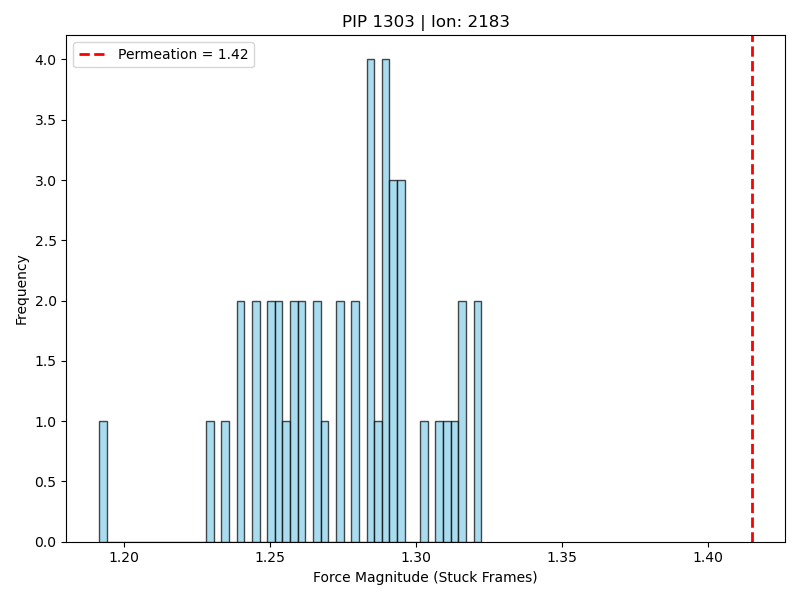 PIP 1303 | Ion: 2183
Permeation = 1.42
Frequency
4.0
3.5
3.0
2.5
2.0
1.5
1.0
0.5
0.0
1.20 1.25 1.30 1.35 1.40
Force Magnitude (Stuck Frames)